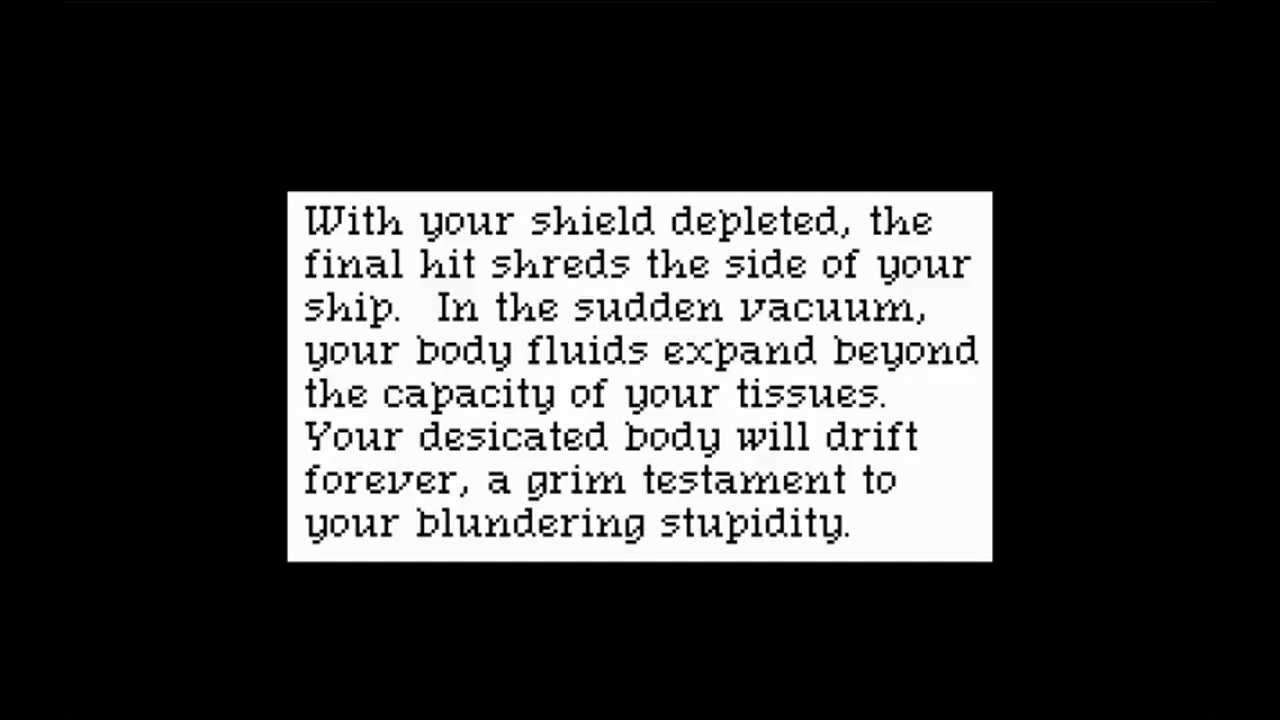 With your shield depleted, the
final hit shreds the side of your
ship.  In the sudden vacuum,
your body fluids expand beyond
the capacity of your tissues.
Your desicated body will drift
forever, a grim testament to
your blundering stupidity.